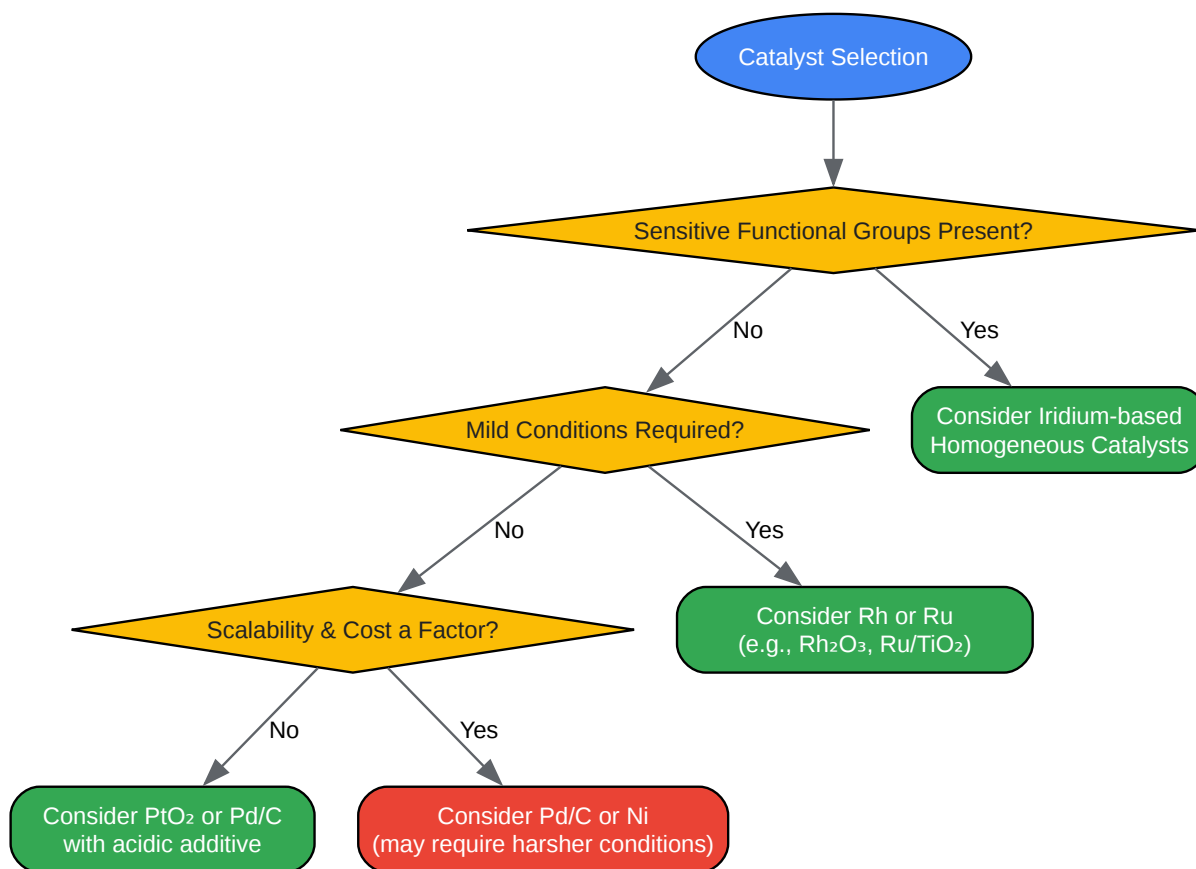 Catalyst Selection
Sensitive Functional Groups Present?
No
Yes
Mild Conditions Required?
Consider Iridium-based
Homogeneous Catalysts
No
Yes
Scalability & Cost a Factor?
Consider Rh or Ru
(e.g., Rh₂O₃, Ru/TiO₂)
No
Yes
Consider PtO₂ or Pd/C
with acidic additive
Consider Pd/C or Ni
(may require harsher conditions)